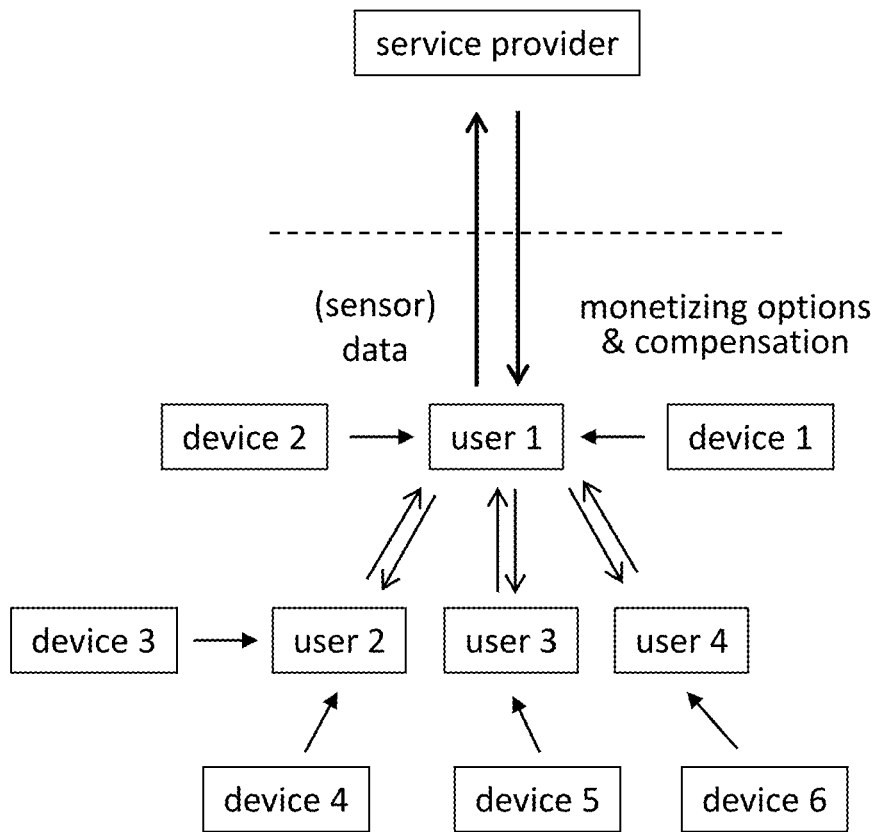 service provider
(sensor)
data
monetizing options
& compensation
device 2
user 1
device 1
device 3
user 2
user 3
user 4
device 4
device 5
device 6